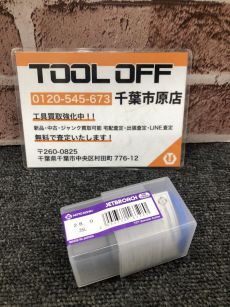 TOOL OFF
0120-545-673 千葉市原店
工具買取強化中！！
新品・中古・ジャンク買取可能 宅配査定・出張査定・LINE査定
無料で査定いたします！
〒260-0825
千葉県千葉市中央区村田町 776-12
JETBROACH